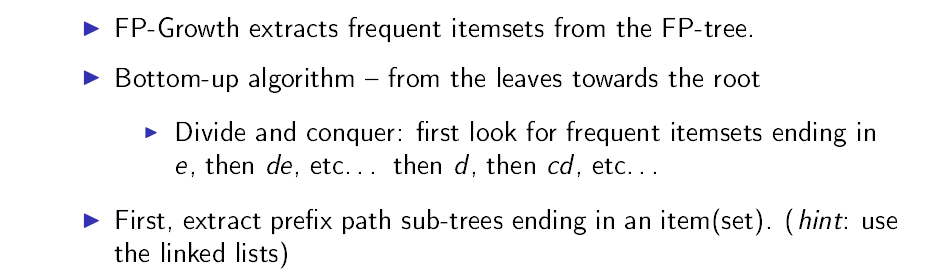 ▶ FP-Growth extracts frequent itemsets from the FP-tree.
▶ Bottom-up algorithm – from the leaves towards the root
▶ Divide and conquer: first look for frequent itemsets ending in
e, then de, etc. . . then d, then cd, etc. . .
▶ First, extract prefix path sub-trees ending in an item(set). (hint: use
the linked lists)